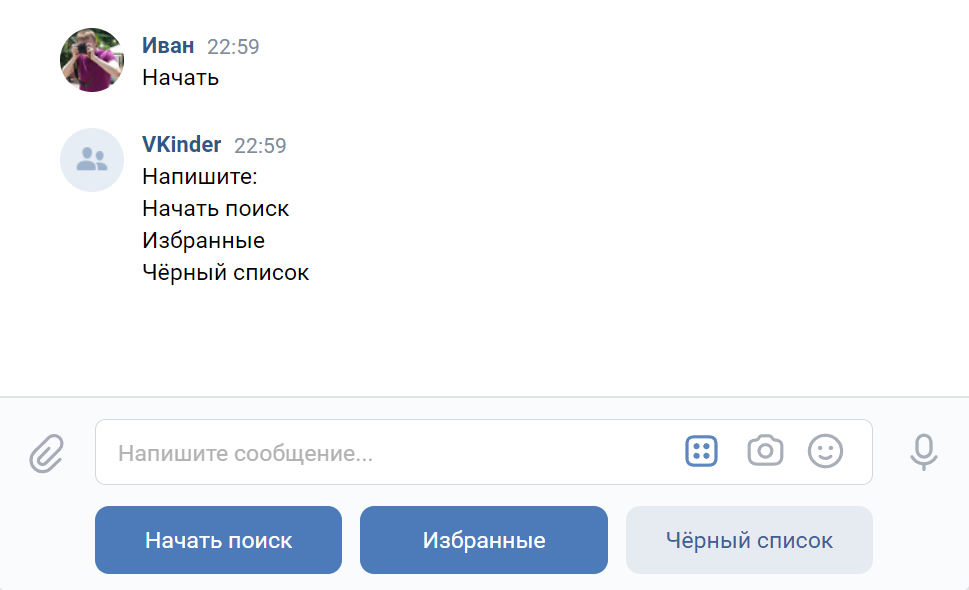 Иван 22:59
Начать
VKinder 22:59
Напишите:
Начать поиск
Избранные
Чёрный список
Напишите сообщение...
Начать поиск Избранные Чёрный список